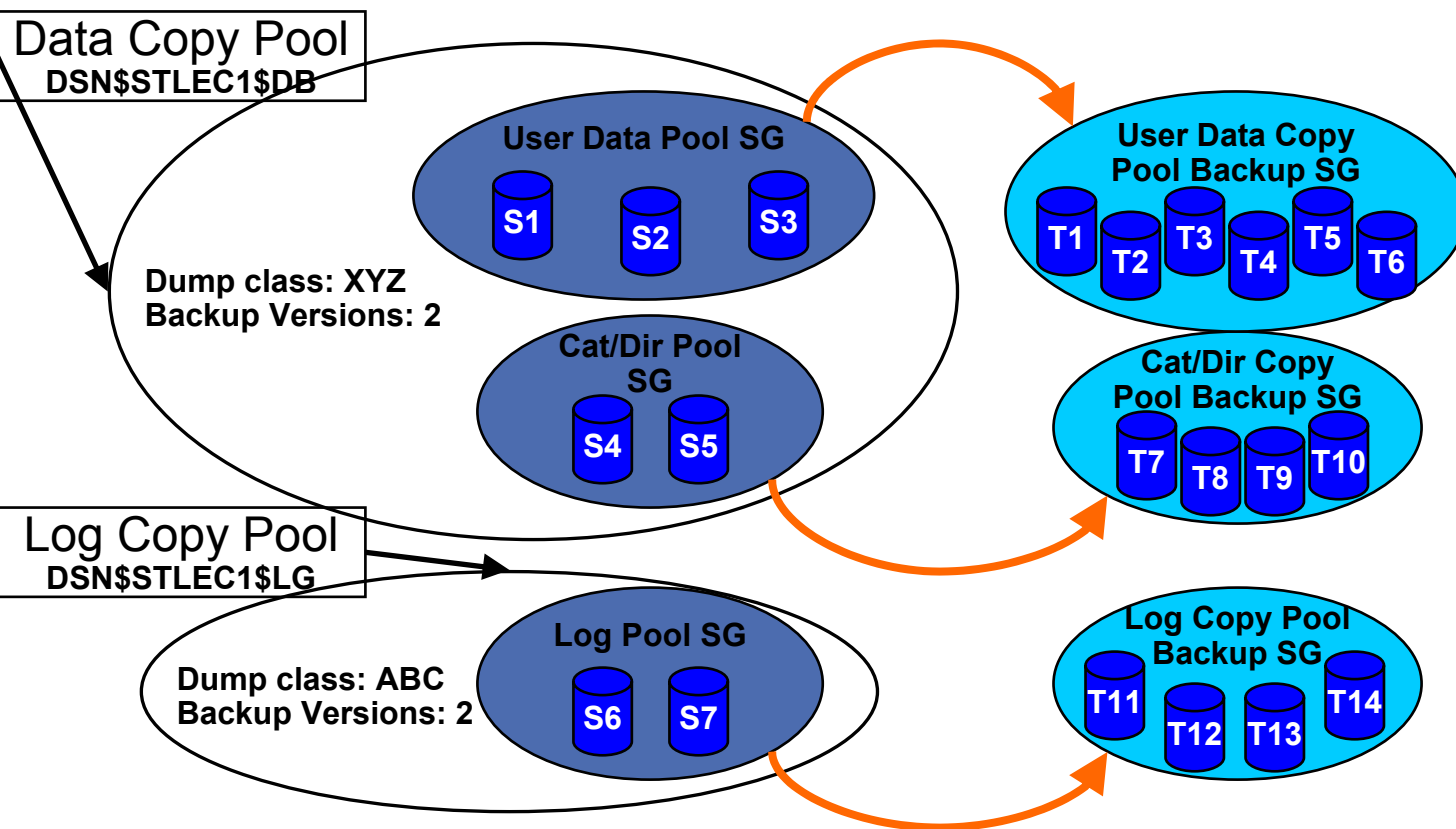 Data Copy Pool
DSN$STLEC1$DB
User Data Pool SG
S1
S2
S3
Dump class: XYZ
Backup Versions: 2
Cat/Dir Pool
SG
S4
S5
User Data Copy
Pool Backup SG
T1
T2
T3
T4
T5
T6
Cat/Dir Copy
Pool Backup SG
T7
T8
T9
T10
Log Copy Pool
DSN$STLEC1$LG
Log Pool SG
Dump class: ABC
Backup Versions: 2
S6
S7
Log Copy Pool
Backup SG
T11
T12
T13
T14